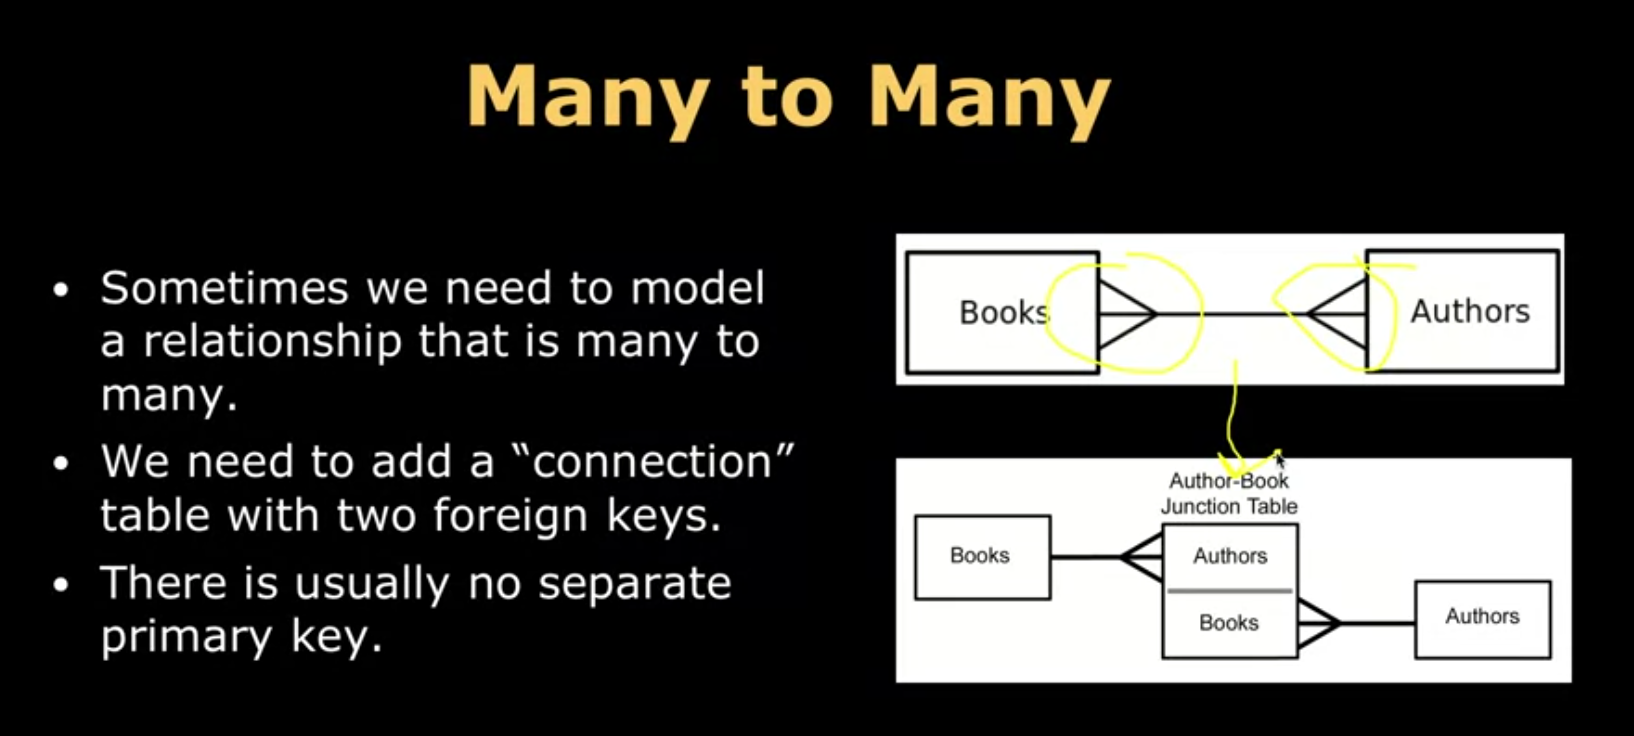 Many to Many
• Sometimes we need to model
a relationship that is many to
many.
• We need to add a “connection”
table with two foreign keys.
• There is usually no separate
primary key.
Books
Authors
Author-Book
Junction Table
Books
Authors
Books
Authors